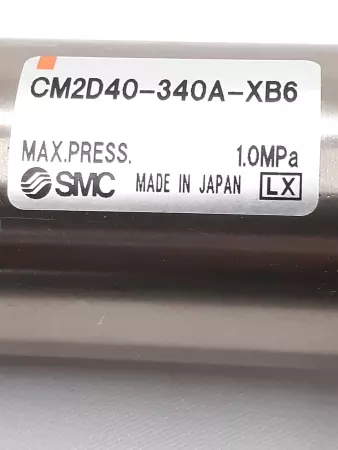 CM2D40-340A-XB6
MAX.PRESS. 1.0MPa
SMC MADE IN JAPAN LX